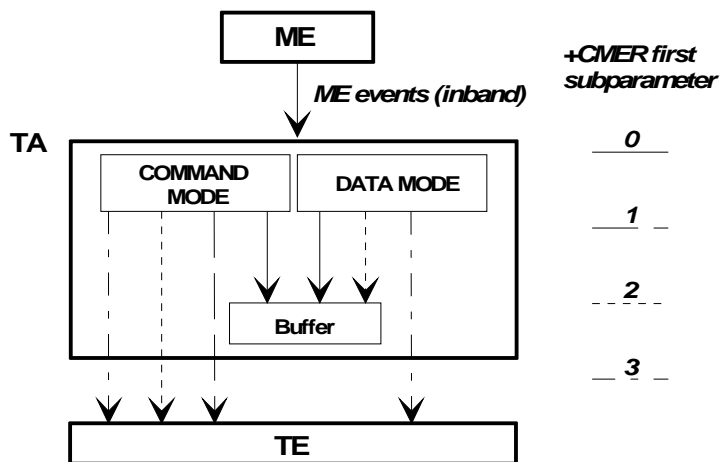 ME
+CMER first
subparameter
ME events (inband)
TA
0
COMMAND
MODE
DATA MODE
1
2
Buffer
3
TE